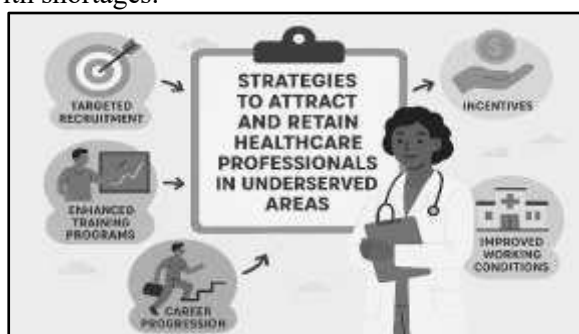 ith shortages.
TARGETED
RECRUITMENT
STRATEGIES
TO ATTRACT
AND RETAIN
HEALTHCARE
PROFESSIONALS
IN UNDERSERVED
AREAS
INCENTIVES
ENHANCED
TRAINING
PROGRAMS
IMPROVED
WORKING
CONDITIONS
CAREER
PROGRESSION